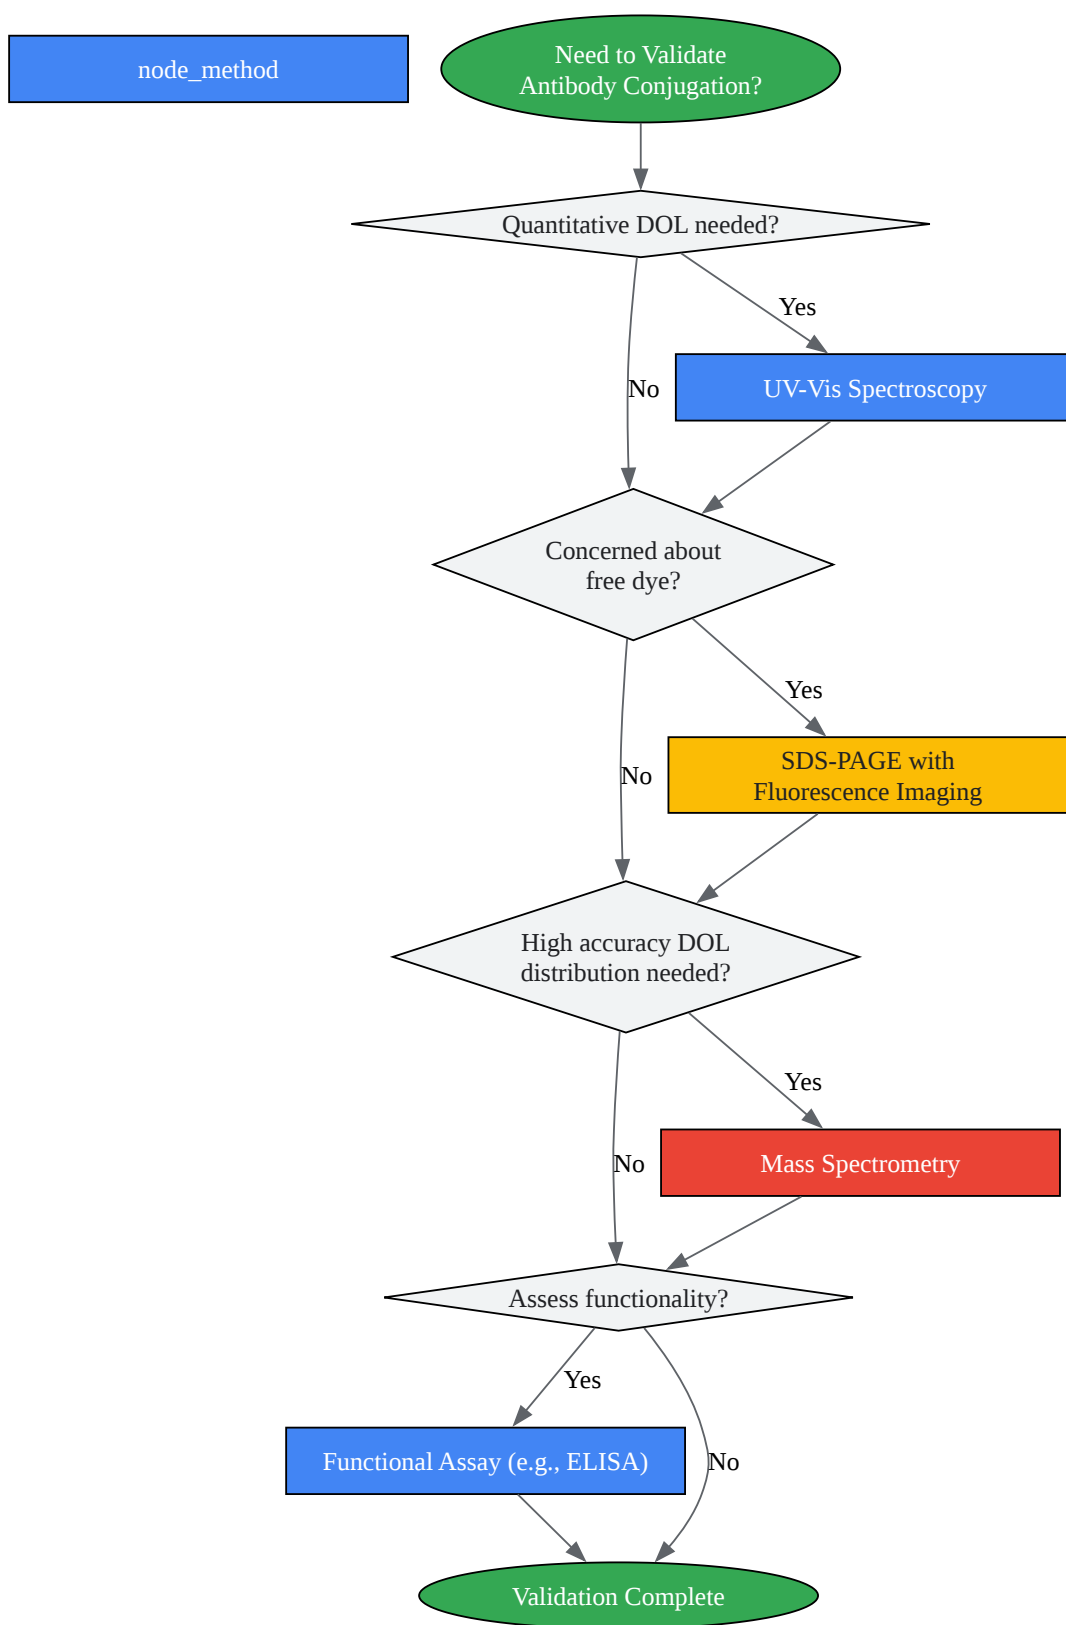 node_method
Need to Validate
Antibody Conjugation?
Quantitative DOL needed?
Yes
No
UV-Vis Spectroscopy
Concerned about
free dye?
Yes
No
SDS-PAGE with
Fluorescence Imaging
High accuracy DOL
distribution needed?
Yes
No
Mass Spectrometry
Assess functionality?
Yes
Functional Assay (e.g., ELISA)
No
Validation Complete